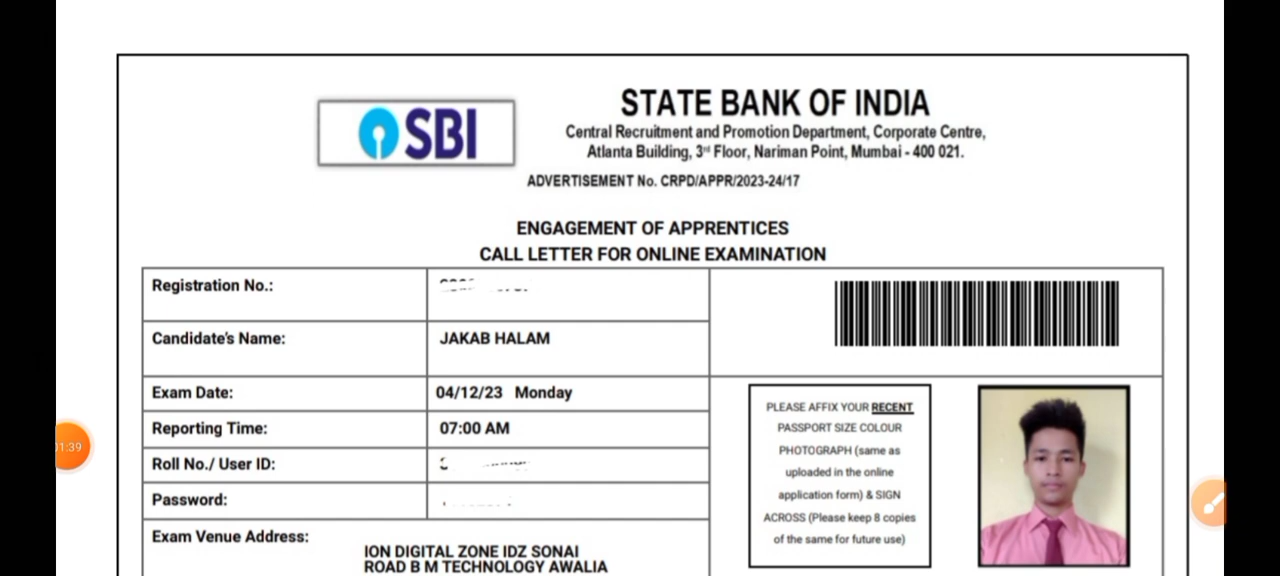 SBI
STATE BANK OF INDIA
Central Recruitment and Promotion Department, Corporate Centre,
Atlanta Building, 3rd Floor, Nariman Point, Mumbai - 400 021.
ADVERTISEMENT No. CRPD/APPR/2023-24/17
ENGAGEMENT OF APPRENTICES
CALL LETTER FOR ONLINE EXAMINATION
Registration No.:
Candidate's Name: JAKAB HALAM
Exam Date: 04/12/23 Monday
Reporting Time: 07:00 AM
Roll No./ User ID:
Password:
Exam Venue Address:
ION DIGITAL ZONE IDZ SONAI
ROAD B M TECHNOLOGY AWALIA
PLEASE AFFIX YOUR RECENT
PASSPORT SIZE COLOUR
PHOTOGRAPH (same as
uploaded in the online
application form) & SIGN
ACROSS (Please keep 8 copies
of the same for future use)
01:39